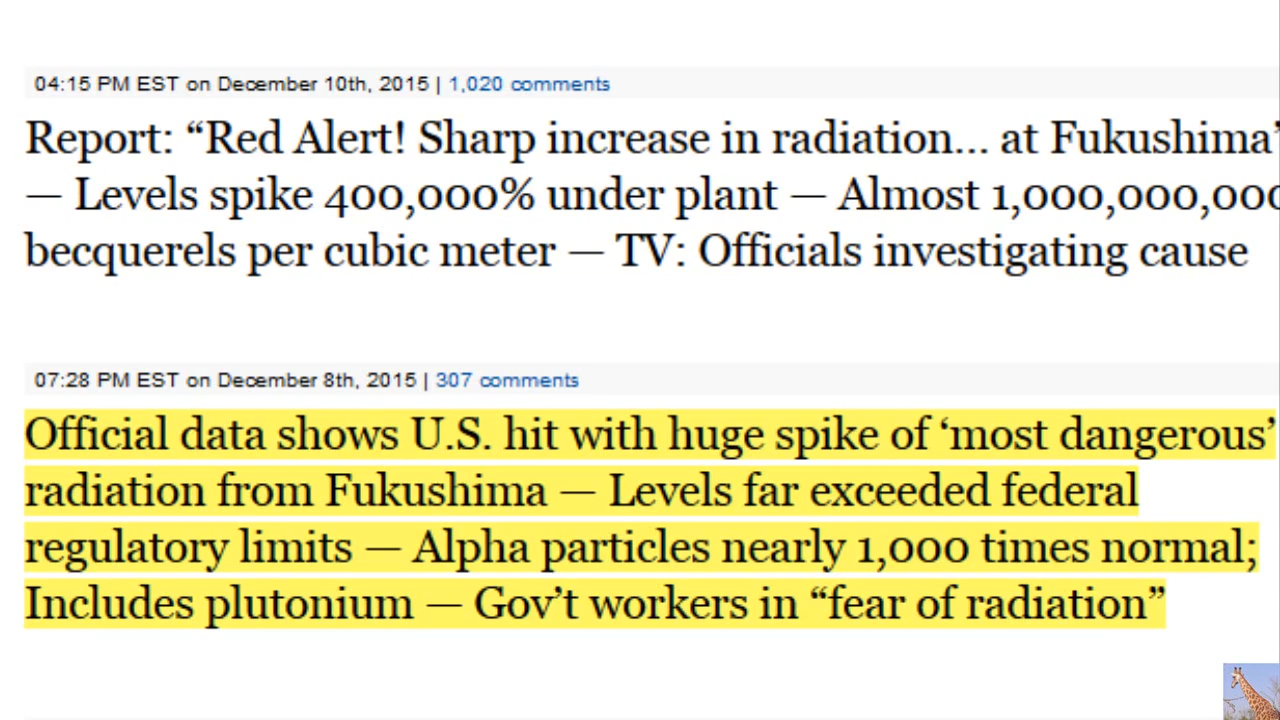 04:15 PM EST on December 10th, 2015 | 1,020 comments
Report: “Red Alert! Sharp increase in radiation... at Fukushima”
— Levels spike 400,000% under plant — Almost 1,000,000,000
becquerels per cubic meter — TV: Officials investigating cause
07:28 PM EST on December 8th, 2015 | 307 comments
Official data shows U.S. hit with huge spike of ‘most dangerous’
radiation from Fukushima — Levels far exceeded federal
regulatory limits — Alpha particles nearly 1,000 times normal;
Includes plutonium — Gov’t workers in “fear of radiation”